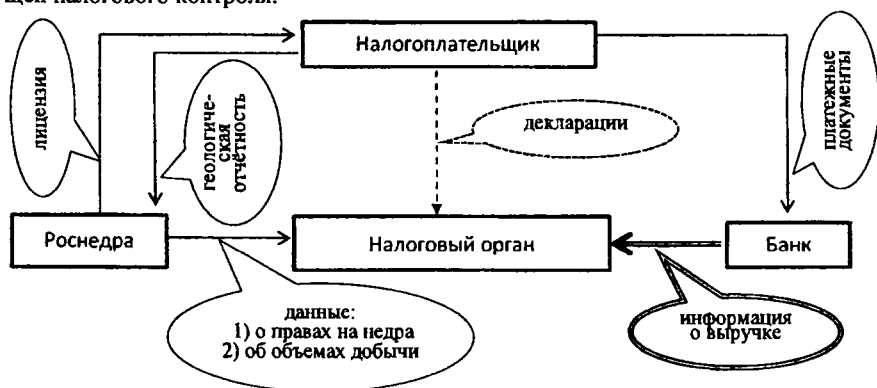 щей налогового контроля.
Налогоплательщик
лицензия
геологиче-
ская
отчётность
декларации
платежные
документы
Роснедра
Налоговый орган
Банк
данные:
1) о правах на недра
2) об объемах добычи
информация
о выручке